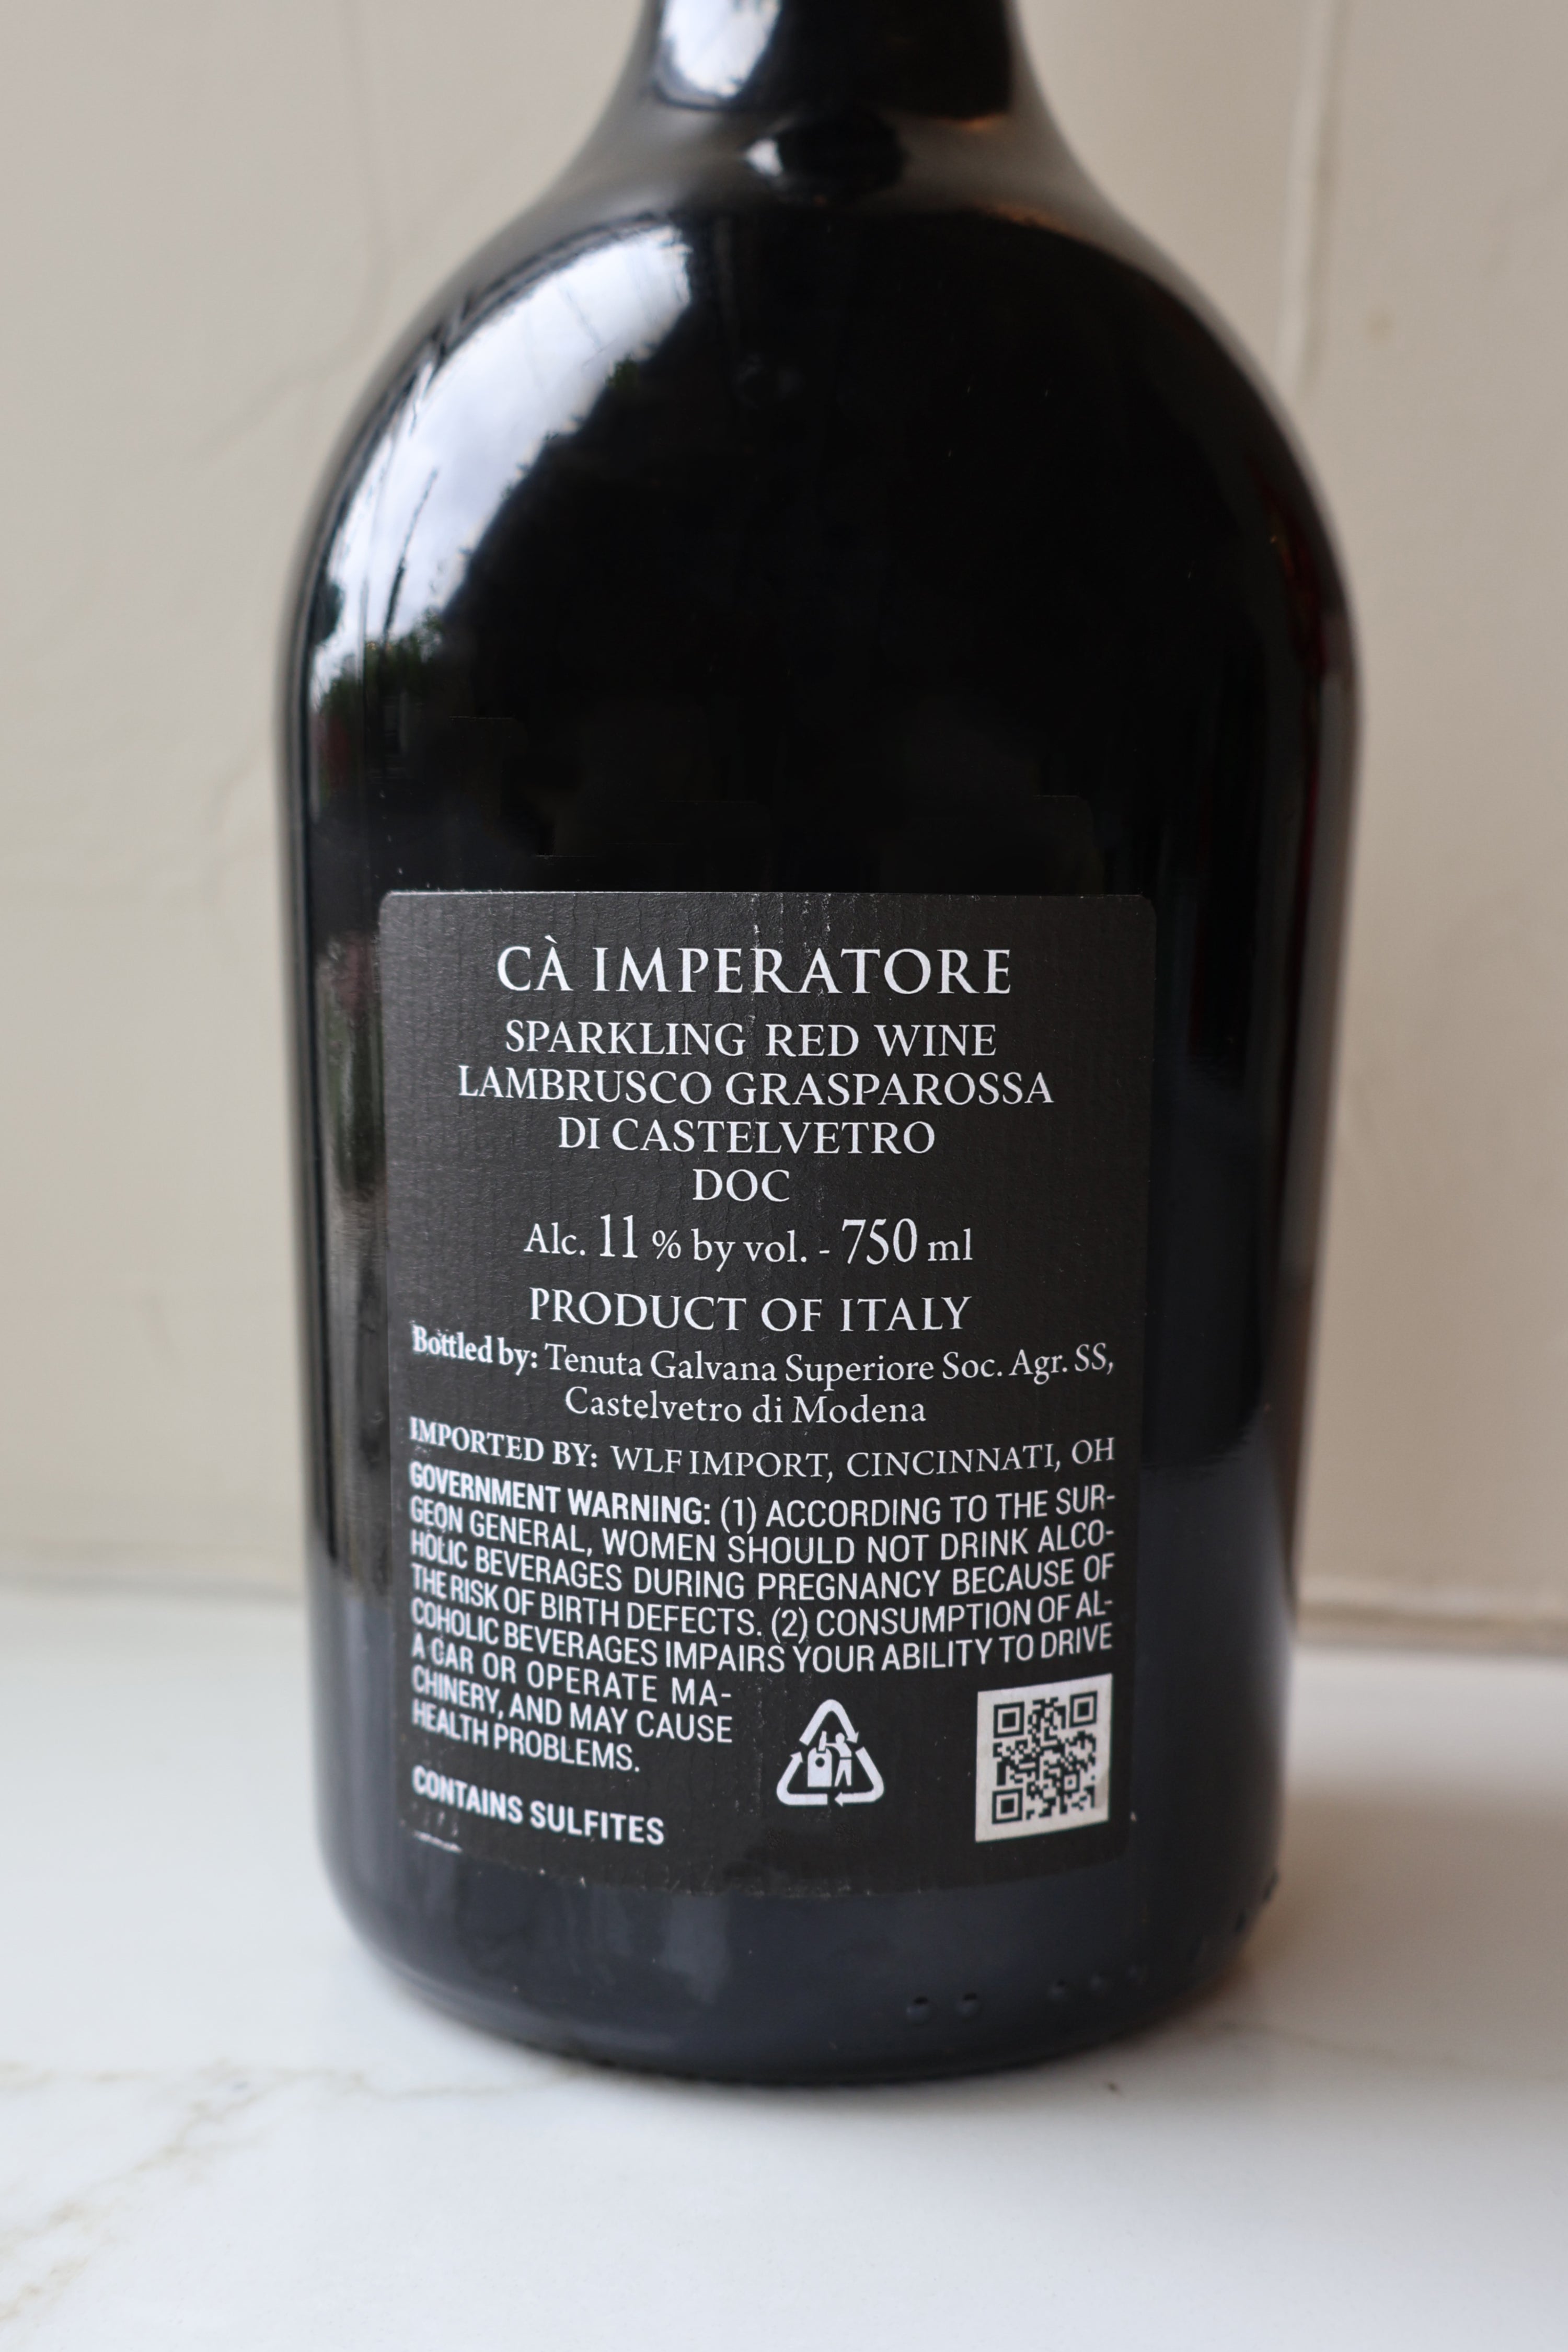 CÀ IMPERATORE
SPARKLING RED WINE
LAMBRUSCO GRASPAROSSA
DI CASTELVETRO
DOC
Alc. 11 % by vol. - 750 ml
PRODUCT OF ITALY
Bottled by: Tenuta Galvana Superiore Soc. Agr. SS,
Castelvetro di Modena
IMPORTED BY: WLF IMPORT, CINCINNATI, OH
GOVERNMENT WARNING: (1) ACCORDING TO THE SUR-
GEON GENERAL, WOMEN SHOULD NOT DRINK ALCO-
HOLIC BEVERAGES DURING PREGNANCY BECAUSE OF
THE RISK OF BIRTH DEFECTS. (2) CONSUMPTION OF AL-
COHOLIC BEVERAGES IMPAIRS YOUR ABILITY TO DRIVE
A CAR OR OPERATE MA-
CHINERY, AND MAY CAUSE
HEALTH PROBLEMS.
CONTAINS SULFITES